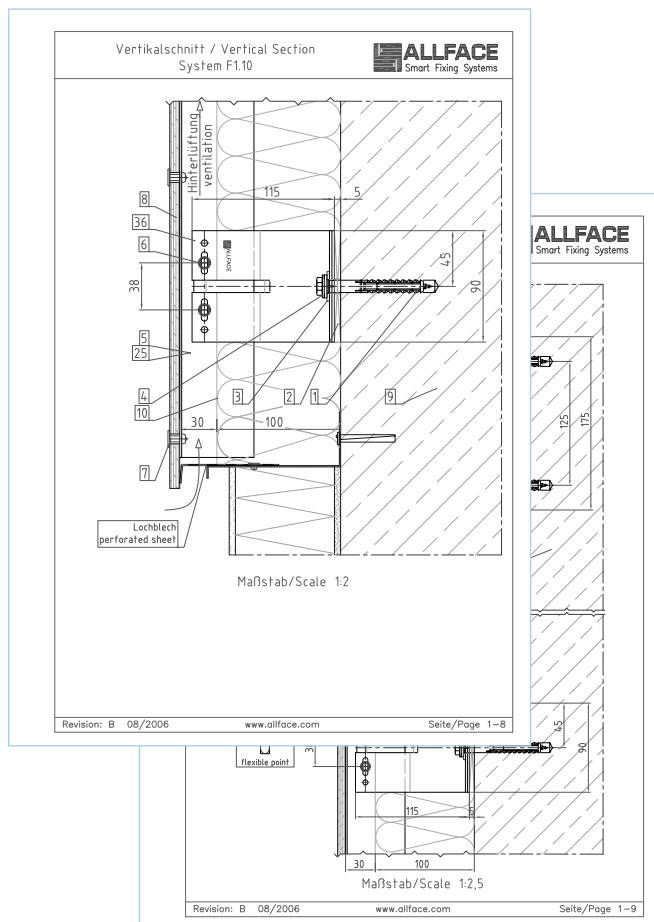 Vertikalschnitt / Vertical Section
System F1.10
ALLFACE
Smart Fixing Systems
Hinterlüftung
ventilation
115
5
8
36
6
ALLFACE
38
45
90
5
25
4
10
3
2
1
9
30
100
7
Lochblech
perforated sheet
Maßstab/Scale 1:2
Revision: B 08/2006
www.allface.com
Seite/Page 1-8
ALLFACE
Smart Fixing Systems
125
175
45
90
flexible point
115
5
30
100
Maßstab/Scale 1:2,5
Revision: B 08/2006
www.allface.com
Seite/Page 1-9